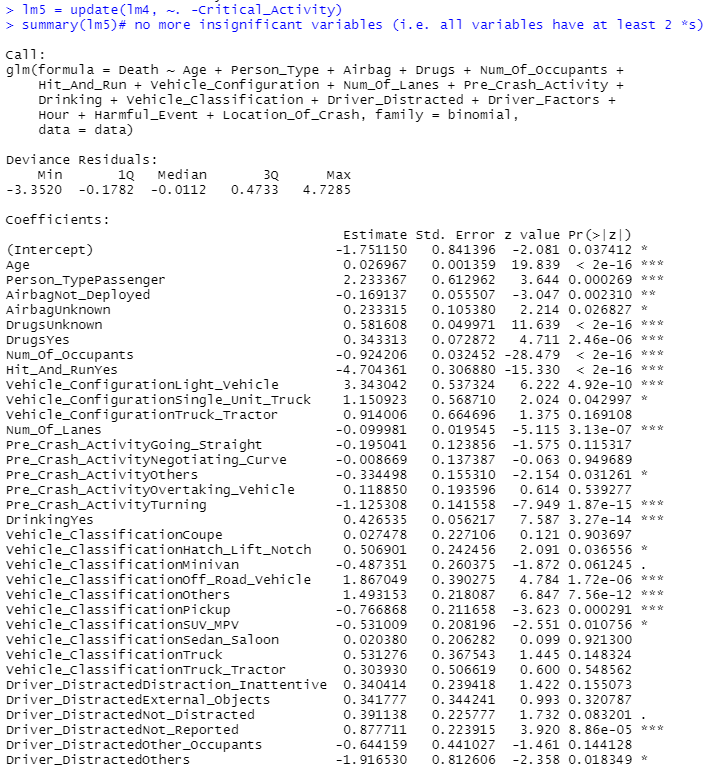 > lm5 = update(lm4, ~. -Critical_Activity)
> summary(lm5)# no more insignificant variables (i.e. all variables have at least 2 *s)
Call:
glm(formula = Death ~ Age + Person_Type + Airbag + Drugs + Num_Of_Occupants +
    Hit_And_Run + Vehicle_Configuration + Num_Of_Lanes + Pre_Crash_Activity +
    Drinking + Vehicle_Classification + Driver_Distracted + Driver_Factors +
    Hour + Harmful_Event + Location_Of_Crash, family = binomial,
    data = data)
Deviance Residuals:
    Min      1Q  Median      3Q     Max
-3.3520 -0.1782 -0.0112  0.4733  4.7285
Coefficients:
Estimate Std. Error z value Pr(>|z|)
(Intercept) -1.751150 0.841396 -2.081 0.037412 *
Age 0.026967 0.001359 19.839 < 2e-16 ***
Person_TypePassenger 2.233367 0.612962 3.644 0.000269 ***
AirbagNot_Deployed -0.169137 0.055507 -3.047 0.002310 **
AirbagUnknown 0.233315 0.105380 2.214 0.026827 *
DrugsUnknown 0.581608 0.049971 11.639 < 2e-16 ***
DrugsYes 0.343313 0.072872 4.711 2.46e-06 ***
Num_Of_Occupants -0.924206 0.032452 -28.479 < 2e-16 ***
Hit_And_RunYes -4.704361 0.306880 -15.330 < 2e-16 ***
Vehicle_ConfigurationLight_Vehicle 3.343042 0.537324 6.222 4.92e-10 ***
Vehicle_ConfigurationSingle_Unit_Truck 1.150923 0.568710 2.024 0.042997 *
Vehicle_ConfigurationTruck_Tractor 0.914006 0.664696 1.375 0.169108
Num_Of_Lanes -0.099981 0.019545 -5.115 3.13e-07 ***
Pre_Crash_ActivityGoing_Straight -0.195041 0.123856 -1.575 0.115317
Pre_Crash_ActivityNegotiating_Curve -0.008669 0.137387 -0.063 0.949689
Pre_Crash_ActivityOthers -0.334498 0.155310 -2.154 0.031261 *
Pre_Crash_ActivityOvertaking_Vehicle 0.118850 0.193596 0.614 0.539277
Pre_Crash_ActivityTurning -1.125308 0.141558 -7.949 1.87e-15 ***
DrinkingYes 0.426535 0.056217 7.587 3.27e-14 ***
Vehicle_ClassificationCoupe 0.027478 0.227106 0.121 0.903697
Vehicle_ClassificationHatch_Lift_Notch 0.506901 0.242456 2.091 0.036556 *
Vehicle_ClassificationMinivan -0.487351 0.260375 -1.872 0.061245 .
Vehicle_ClassificationOff_Road_Vehicle 1.867049 0.390275 4.784 1.72e-06 ***
Vehicle_ClassificationOthers 1.493153 0.218087 6.847 7.56e-12 ***
Vehicle_ClassificationPickup -0.766868 0.211658 -3.623 0.000291 ***
Vehicle_ClassificationSUV_MPV -0.531009 0.208196 -2.551 0.010756 *
Vehicle_ClassificationSedan_Saloon 0.020380 0.206282 0.099 0.921300
Vehicle_ClassificationTruck 0.531276 0.367543 1.445 0.148324
Vehicle_ClassificationTruck_Tractor 0.303930 0.506619 0.600 0.548562
Driver_DistractedDistraction_Inattentive 0.340414 0.239418 1.422 0.155073
Driver_DistractedExternal_Objects 0.341777 0.344241 0.993 0.320787
Driver_DistractedNot_Distracted 0.391138 0.225777 1.732 0.083201 .
Driver_DistractedNot_Reported 0.877711 0.223915 3.920 8.86e-05 ***
Driver_DistractedOther_Occupants -0.644159 0.441027 -1.461 0.144128
Driver_DistractedOthers -1.916530 0.812606 -2.358 0.018349 *